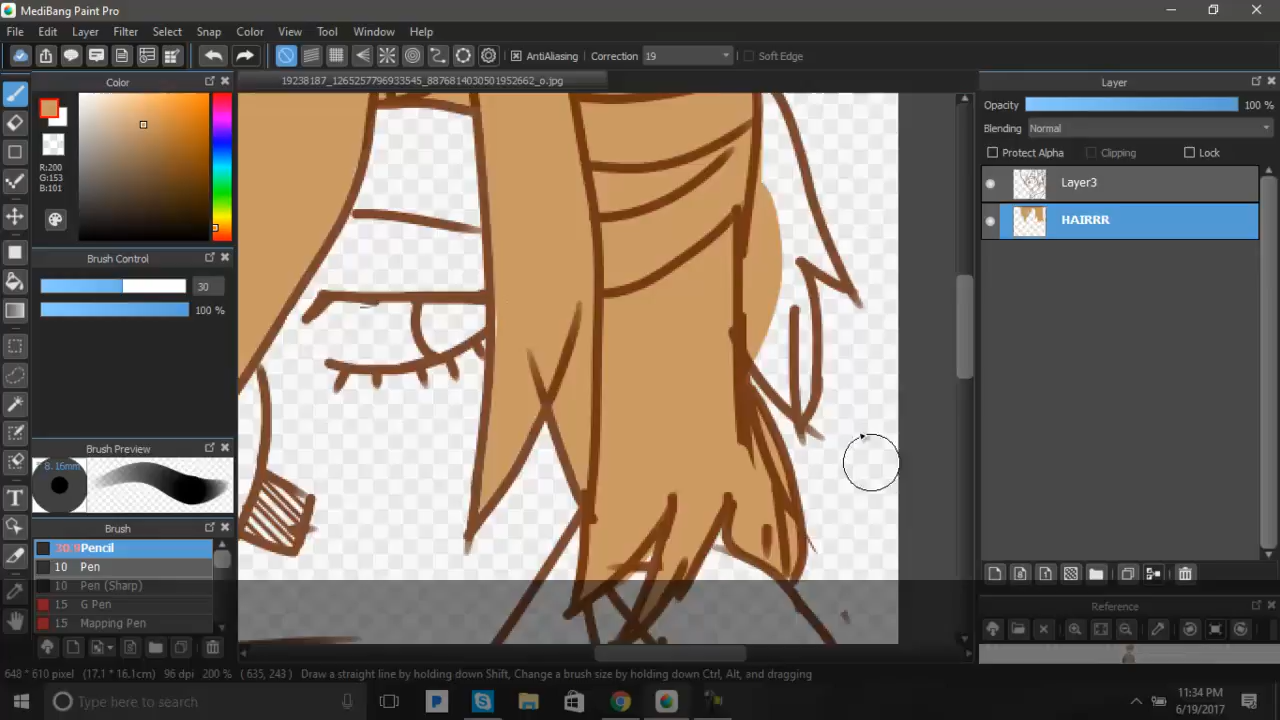 MediBang Paint Pro
File Edit Layer Filter Select Snap Color View Tool Window Help
AntiAliasing Correction 19 Soft Edge
Color
19238187_1265257796933545_8876814030501952662_o.jpg
Layer
Opacity 100 %
Blending Normal
Protect Alpha Clipping Lock
R:200
G:153
B:101
Layer3
HAIRRR
Brush Control
30
100 %
Brush Preview
8.16mm
Brush
30.9 Pencil
10 Pen
10 Pen (Sharp)
15 G Pen
15 Mapping Pen
Reference
648 * 610 pixel (17.1 * 16.1cm) 96 dpi 200 % ( 635, 243 ) Draw a straight line by holding down Shift, Change a brush size by holding down Ctrl, Alt, and dragging
Type here to search
11:34 PM
6/19/2017